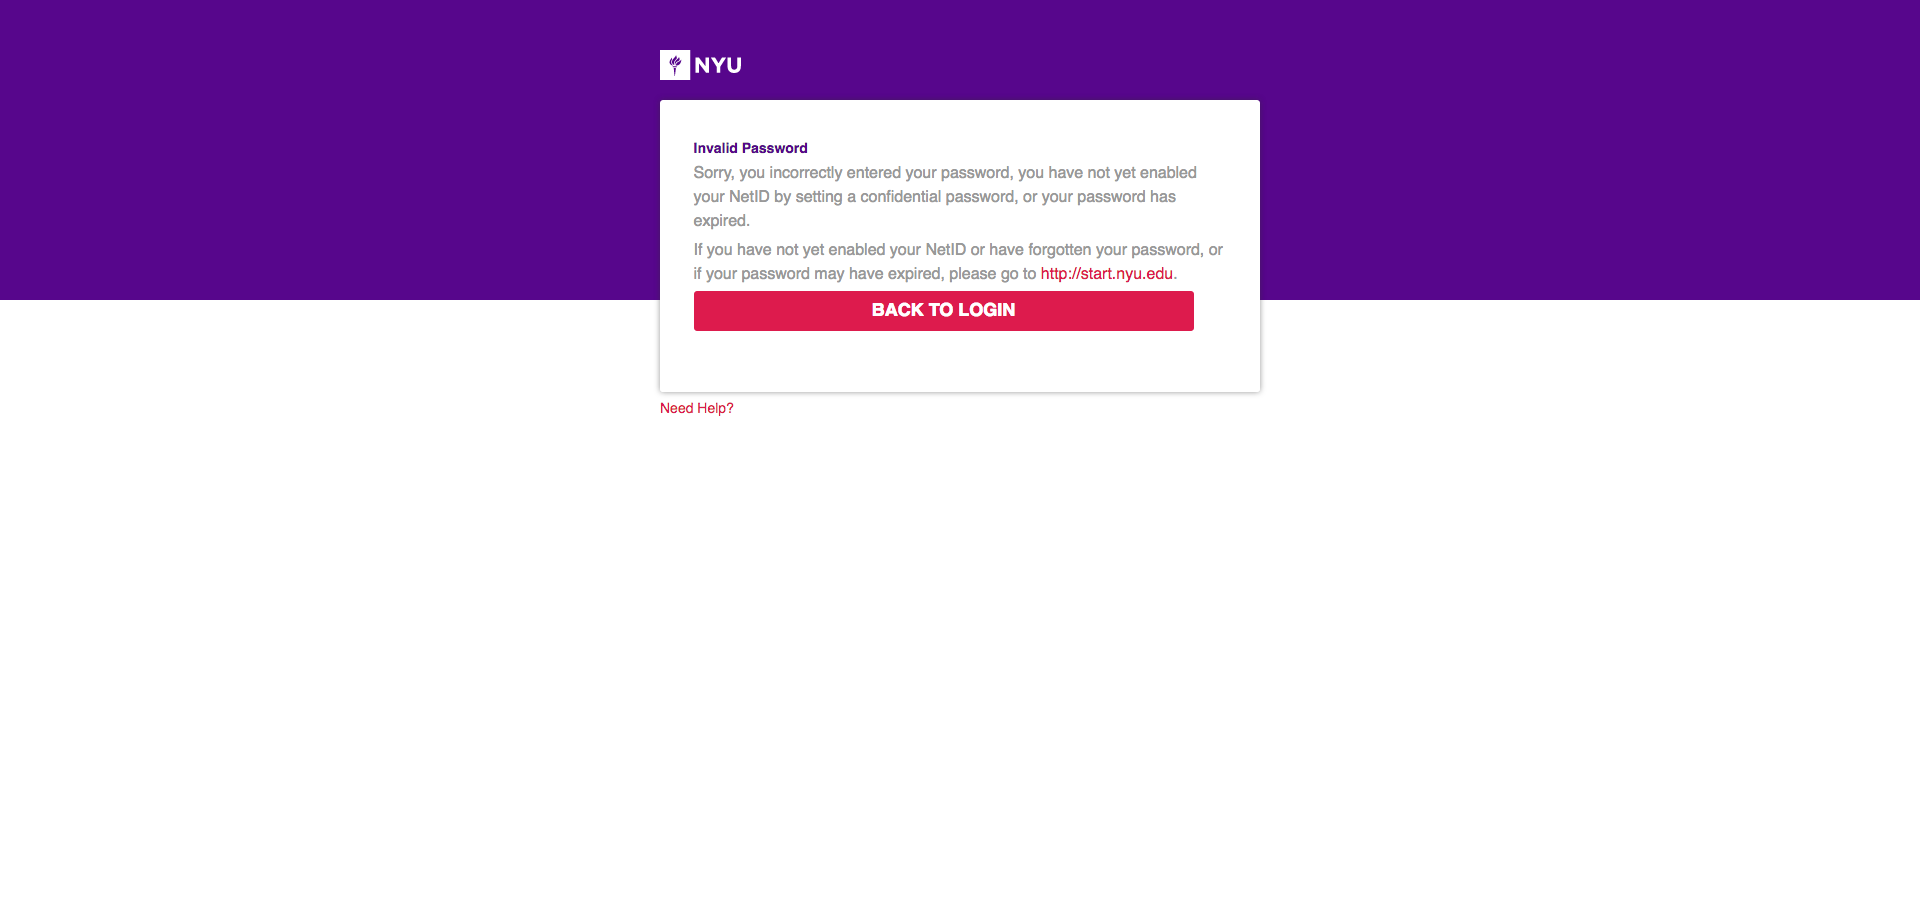 NYU
Invalid Password
Sorry, you incorrectly entered your password, you have not yet enabled
your NetID by setting a confidential password, or your password has
expired.
If you have not yet enabled your NetID or have forgotten your password, or
if your password may have expired, please go to http://start.nyu.edu.
BACK TO LOGIN
Need Help?